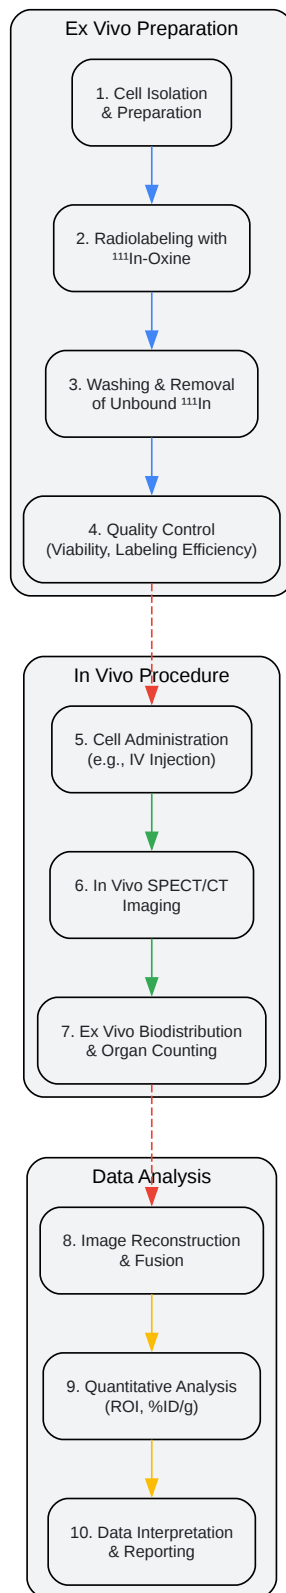 Ex Vivo Preparation
1. Cell Isolation
& Preparation
2. Radiolabeling with
¹¹¹In-Oxine
3. Washing & Removal
of Unbound ¹¹¹In
4. Quality Control
(Viability, Labeling Efficiency)
In Vivo Procedure
5. Cell Administration
(e.g., IV Injection)
6. In Vivo SPECT/CT
Imaging
7. Ex Vivo Biodistribution
& Organ Counting
Data Analysis
8. Image Reconstruction
& Fusion
9. Quantitative Analysis
(ROI, %ID/g)
10. Data Interpretation
& Reporting